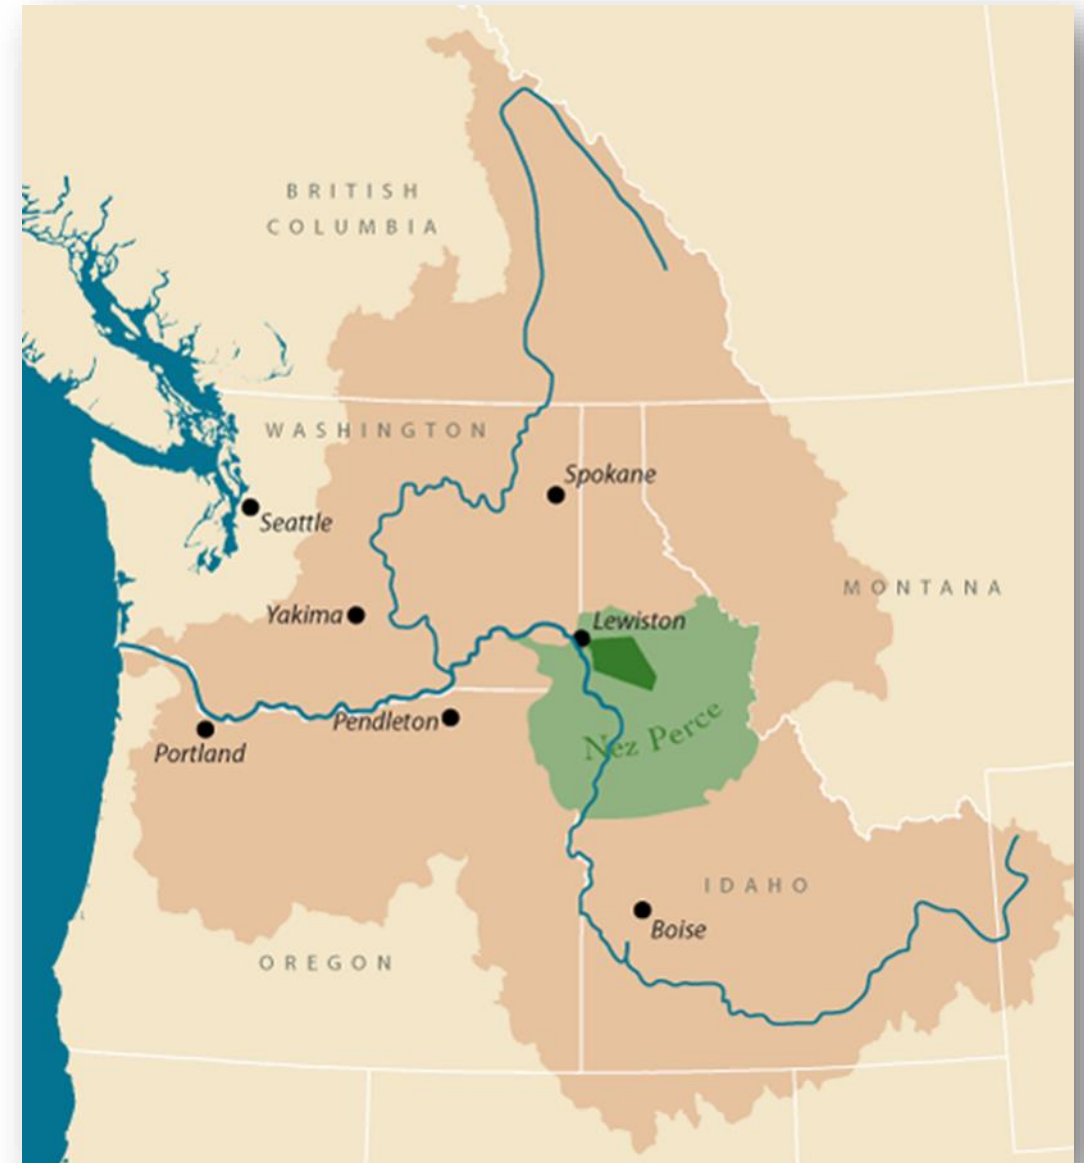 BRITISH
COLUMBIA
WASHINGTON
Spokane
Seattle
MONTANA
Yakima
Lewiston
Pendleton
Nez Perce
Portland
IDAHO
Boise
OREGON